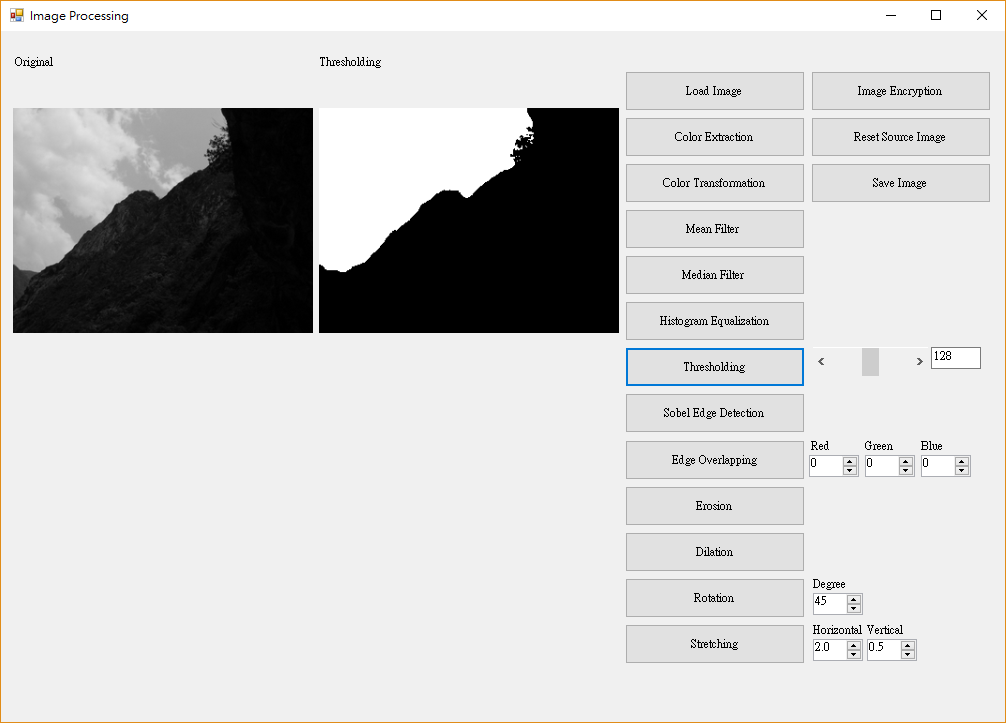 Image Processing
Original
Thresholding
Load Image
Image Encryption
Color Extraction
Reset Source Image
Color Transformation
Save Image
Mean Filter
Median Filter
Histogram Equalization
Thresholding
128
Sobel Edge Detection
Edge Overlapping
Red Green Blue
0 0 0
Erosion
Dilation
Rotation
Degree
45
Stretching
Horizontal Vertical
2.0 0.5